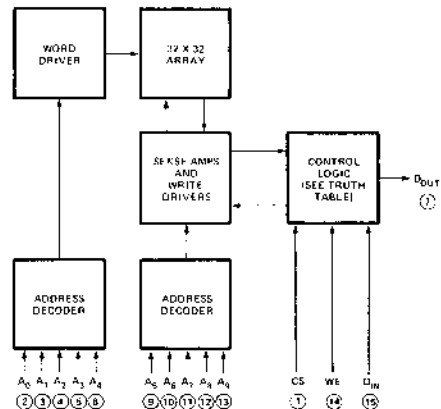 WORD
DRIVER
32 X 32
ARRAY
SENSE AMPS
AND
WRITE
DRIVERS
CONTROL
LOGIC
(SEE TRUTH
TABLE)
DOUT
7
ADDRESS
DECODER
ADDRESS
DECODER
A0 A1 A2 A3 A4
2 3 4 5 6
A5 A6 A7 A8 A9
9 10 11 12 13
CS WE DIN
1 14 15